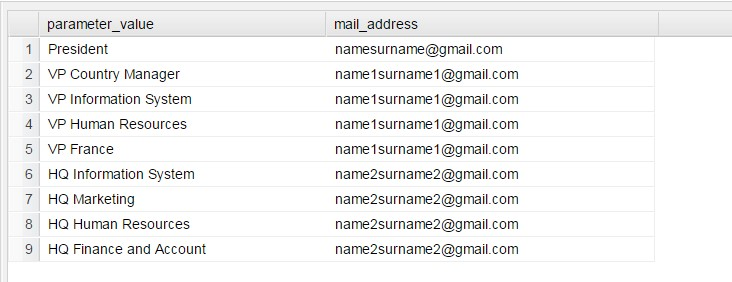 parameter_value mail_address
1 President namesurname@gmail.com
2 VP Country Manager name1surname1@gmail.com
3 VP Information System name1surname1@gmail.com
4 VP Human Resources name1surname1@gmail.com
5 VP France name1surname1@gmail.com
6 HQ Information System name2surname2@gmail.com
7 HQ Marketing name2surname2@gmail.com
8 HQ Human Resources name2surname2@gmail.com
9 HQ Finance and Account name2surname2@gmail.com